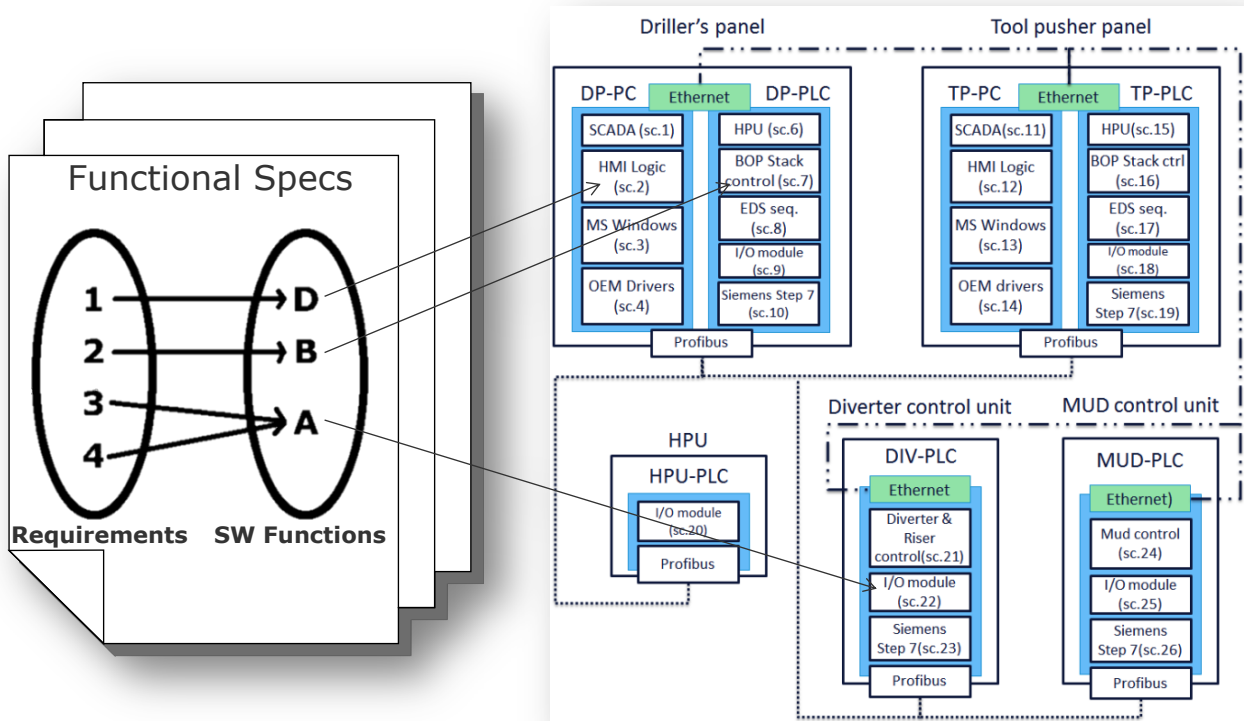 Functional Specs
1
D
2
B
3
A
4
Requirements
SW Functions
Driller's panel
Tool pusher panel
DP-PC
Ethernet
DP-PLC
SCADA (sc.1)
HMI Logic
(sc.2)
MS Windows
(sc.3)
OEM Drivers
(sc.4)
HPU (sc.6)
BOP Stack
control (sc.7)
EDS seq.
(sc.8)
I/O module
(sc.9)
Siemens Step 7
(sc.10)
Profibus
TP-PC
Ethernet
TP-PLC
SCADA(sc.11)
HMI Logic
(sc.12)
MS Windows
(sc.13)
OEM drivers
(sc.14)
HPU(sc.15)
BOP Stack ctrl
(sc.16)
EDS seq.
(sc.17)
I/O module
(sc.18)
Siemens
Step 7(sc.19)
Profibus
HPU
HPU-PLC
I/O module
(sc.20)
Profibus
Diverter control unit
DIV-PLC
Ethernet
Diverter &
Riser
control(sc.21)
I/O module
(sc.22)
Siemens
Step 7(sc.23)
Profibus
MUD control unit
MUD-PLC
Ethernet)
Mud control
(sc.24)
I/O module
(sc.25)
Siemens
Step 7(sc.26)
Profibus